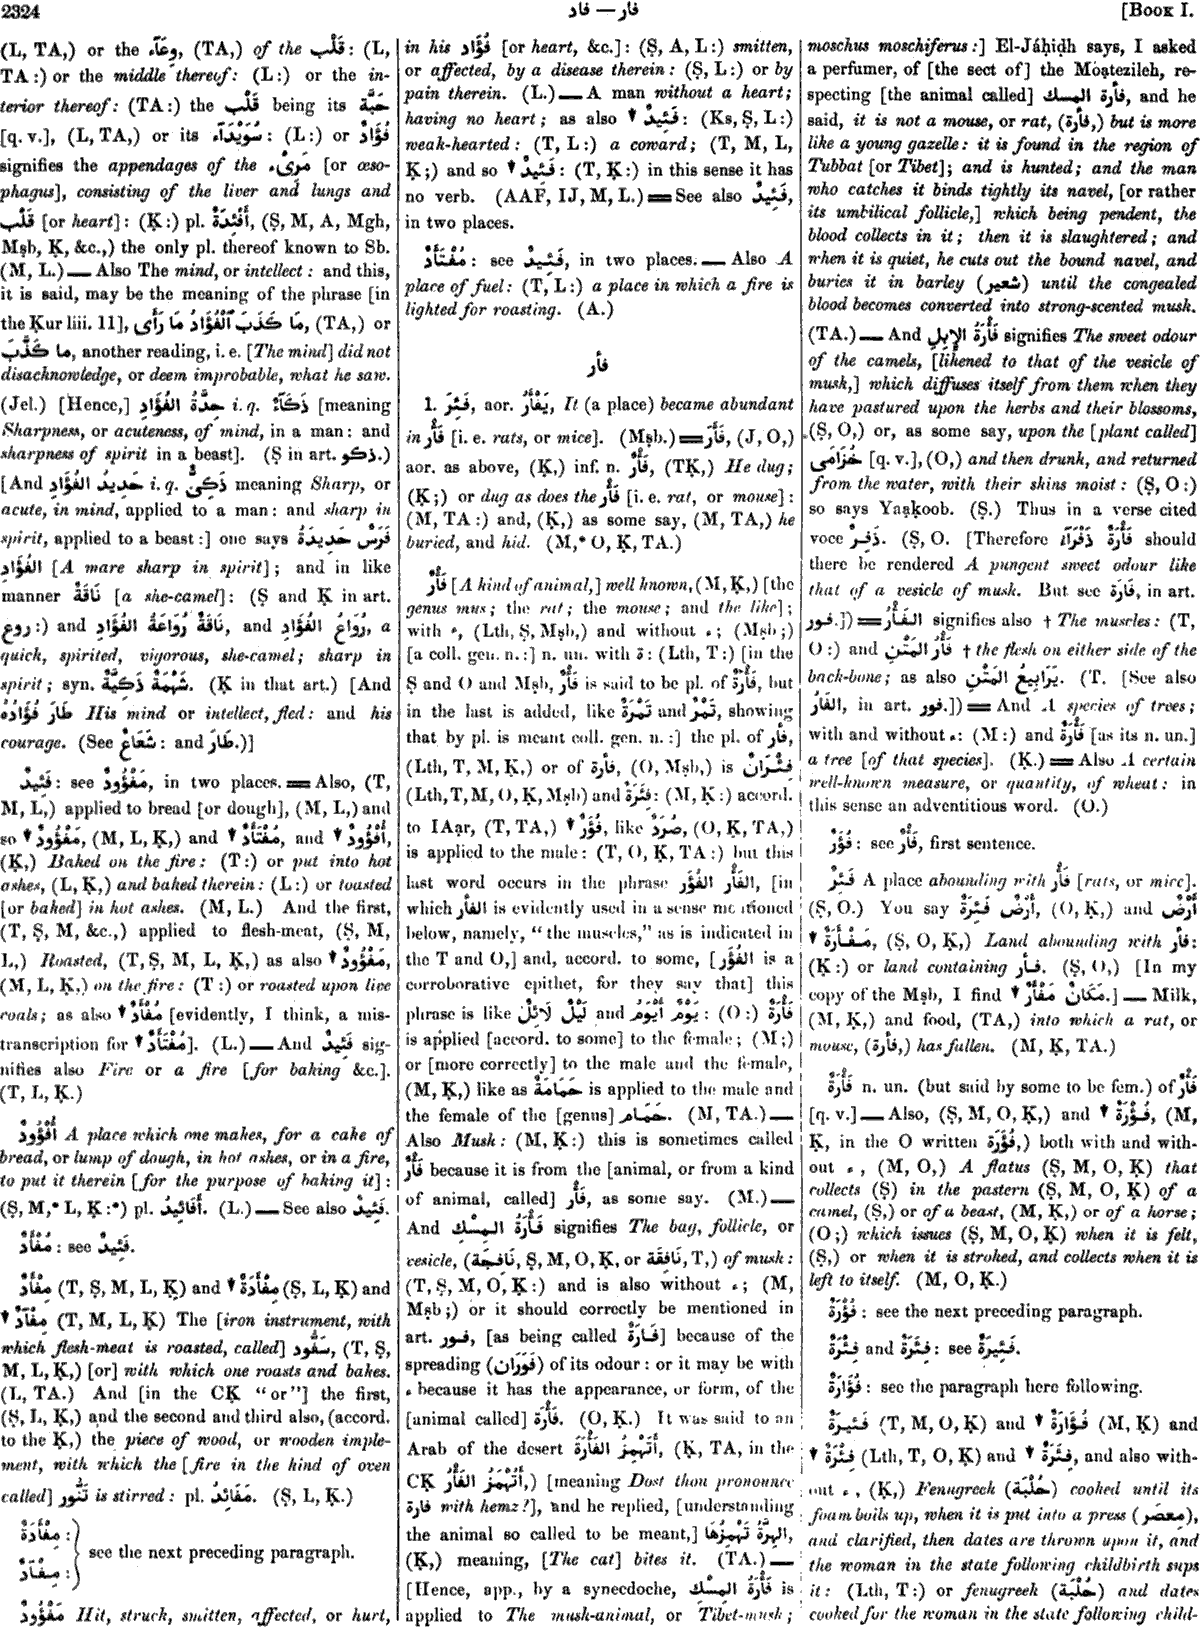 2324
فأر — فأد
[Book I.
(L, TA,) or the وِعَآء, (TA,) of the قَلْب: (L,
TA:) or the middle thereof: (L:) or the in-
terior thereof: (TA:) the قَلْب being its حَبَّة
[q. v.], (L, TA,) or its سُوَيْدَآء: (L:) or فُؤَادٌ
signifies the appendages of the مَرِىْء [or œso-
phagus], consisting of the liver and lungs and
قَلْب [or heart]: (Ḳ:) pl. أَفْئِدَةٌ, (Ṣ, M, A, Mgh,
Mṣb, Ḳ, &c.,) the only pl. thereof known to Sb.
(M, L.) — Also The mind, or intellect: and this,
it is said, may be the meaning of the phrase [in
the Ḳur liii. 11], مَا كَذَبَ ٱلْفُؤَادُ مَا رَأَى, (TA,) or
ما كَذَّبَ, another reading, i. e. [The mind] did not
disacknowledge, or deem improbable, what he saw.
(Jel.) [Hence,] حِدَّةُ الفُؤَادِ i. q. ذَكَآءٌ [meaning
Sharpness, or acuteness, of mind, in a man: and
sharpness of spirit in a beast]. (Ṣ in art. ذكو.)
[And حَدِيدُ الفُؤَادِ i. q. ذَكِىٌّ meaning Sharp, or
acute, in mind, applied to a man: and sharp in
spirit, applied to a beast:] one says فَرَسٌ حَدِيدَةُ
الفُؤَادِ [A mare sharp in spirit]; and in like
manner نَاقَةٌ [a she-camel]: (Ṣ and Ḳ in art.
روع:) and نَاقَةٌ رُوَاعَةُ الفُؤَادِ, and رُوَاعُ الفُؤَادِ, a
quick, spirited, vigorous, she-camel; sharp in
spirit; syn. شَهْمَةٌ ذَكِيَّةٌ. (Ḳ in that art.) [And
طَارَ فُؤَادُهُ His mind or intellect, fled: and his
courage. (See شَعَاعٌ: and طَارَ.)]
فَئِيدٌ: see مَفْؤُودٌ, in two places. = Also, (T,
M, L,) applied to bread [or dough], (M, L,) and
so ▾ مَفْؤُودٌ, (M, L, Ḳ,) and ▾ مُفْتَأَدٌ, and ▾ أُفْؤُودٌ,
(Ḳ,) Baked on the fire: (T:) or put into hot
ashes, (L, Ḳ,) and baked therein: (L:) or toasted
[or baked] in hot ashes. (M, L.) And the first,
(T, Ṣ, M, &c.,) applied to flesh-meat, (Ṣ, M,
L,) Roasted, (T, Ṣ, M, L, Ḳ,) as also ▾ مَفْؤُودٌ,
(M, L, Ḳ,) on the fire: (T:) or roasted upon live
coals; as also ▾ مُفْأَدٌ [evidently, I think, a mis-
transcription for ▾ مُفْتَأَدٌ]. (L.) — And فَئِيدٌ sig-
nifies also Fire or a fire [for baking &c.].
(T, L, Ḳ.)
أُفْؤُودٌ A place which one makes, for a cake of
bread, or lump of dough, in hot ashes, or in a fire,
to put it therein [for the purpose of baking it]:
(Ṣ, M,* L, Ḳ:*) pl. أَفَائِيدُ. (L.) — See also فَئِيدٌ.
مُفْأَدٌ: see فَئِيدٌ.
مِفْأَدٌ (T, Ṣ, M, L, Ḳ) and ▾ مِفْأَدَةٌ (Ṣ, L, Ḳ) and
▾ مِفْآدٌ (T, M, L, Ḳ) The [iron instrument, with
which flesh-meat is roasted, called] سَفُّود, (T, Ṣ,
M, L, Ḳ,) [or] with which one roasts and bakes.
(L, TA.) And [in the CḲ "or"] the first,
(Ṣ, L, Ḳ,) and the second and third also, (accord.
to the Ḳ,) the piece of wood, or wooden imple-
ment, with which the [fire in the kind of oven
called] تَنُّور is stirred: pl. مَفَائِدُ. (Ṣ, L, Ḳ.)
مِفْأَدَةٌ:
مِفْآدٌ:
} see the next preceding paragraph.
مَفْؤُودٌ Hit, struck, smitten, affected, or hurt,
in his فُؤَاد [or heart, &c.]: (Ṣ, A, L:) smitten,
or affected, by a disease therein: (Ṣ, L:) or by
pain therein. (L.) — A man without a heart;
having no heart; as also ▾ فَئِيدٌ: (Ks, Ṣ, L:)
weak-hearted: (T, L:) a coward; (T, M, L,
Ḳ;) and so ▾ فَئِيدٌ: (T, Ḳ:) in this sense it has
no verb. (AAF, IJ, M, L.) = See also فَئِيدٌ,
in two places.
مُفْتَأَدٌ: see فَئِيدٌ, in two places. — Also A
place of fuel: (T, L:) a place in which a fire is
lighted for roasting. (A.)
فأر
1. فَئِرَ, aor. يَفْأَرُ, It (a place) became abundant
in فَأْر [i. e. rats, or mice]. (Mṣb.) = فَأَرَ, (J, O,)
aor. as above, (Ḳ,) inf. n. فَأْرٌ, (TḲ,) He dug;
(Ḳ;) or dug as does the فَأْر [i. e. rat, or mouse]:
(M, TA:) and, (Ḳ,) as some say, (M, TA,) he
buried, and hid. (M,* O, Ḳ, TA.)
فَأْرٌ [A kind of animal,] well known, (M, Ḳ,) [the
genus mus; the rat; the mouse; and the like];
with ء, (Lth, Ṣ, Mṣb,) and without ء; (Mṣb;)
[a coll. gen. n.:] n. un. with ة: (Lth, T:) [in the
Ṣ and O and Mṣb, فَأْرٌ is said to be pl. of فَأْرَةٌ, but
in the last is added, like تَمْرٌ and تَمْرَةٌ, showing
that by pl. is meant coll. gen. n.:] the pl. of فأر,
(Lth, T, M, Ḳ,) or of فأرة, (O, Mṣb,) is فِئْرَانٌ
(Lth, T, M, O, Ḳ, Mṣb) and فِئَرَةٌ: (M, Ḳ:) accord.
to IAạr, (T, TA,) ▾ فُؤَرٌ, like صُرَدٌ, (O, Ḳ, TA,)
is applied to the male: (T, O, Ḳ, TA:) but this
last word occurs in the phrase الفَأْرُ الفُؤَر, [in
which الفأر is evidently used in a sense mentioned
below, namely, "the muscles," as is indicated in
the T and O,] and, accord. to some, [الفُؤَر is a
corroborative epithet, for they say that] this
phrase is like لَيْلٌ لَائِلٌ and يَوْمٌ أَيْوَمُ: (O:) فَأْرَةٌ
is applied [accord. to some] to the female; (M;)
or [more correctly] to the male and the female,
(M, Ḳ,) like as حَمَامَةٌ is applied to the male and
the female of the [genus] حَمَام. (M, TA.) —
Also Musk: (M, Ḳ:) this is sometimes called
فَأْرٌ because it is from the [animal, or from a kind
of animal, called] فَأْر, as some say. (M.) —
And فَأْرَةُ المِسْكِ signifies The bag, follicle, or
vesicle, (نَافِجَة, Ṣ, M, O, Ḳ, or نَافِقَة, T,) of musk:
(T, Ṣ, M, O, Ḳ:) and is also without ء; (M,
Mṣb;) or it should correctly be mentioned in
art. فور, [as being called فَارَةٌ] because of the
spreading (فَوَرَان) of its odour: or it may be with
ء because it has the appearance, or form, of the
[animal called] فَأْرَة. (O, Ḳ.) It was said to an
Arab of the desert أَتَهْمِزُ الفَأْرَةَ, (Ḳ, TA, in the
CḲ أَتَهْمَزُ الفَأْرُ,) [meaning Dost thou pronounce
فارة with hemz?], and he replied, [understanding
the animal so called to be meant,] الهِرَّةُ تَهْمِزُهَا,
(Ḳ,) meaning, [The cat] bites it. (TA.) —
[Hence, app., by a synecdoche, فَأْرَةُ المِسْكِ is
applied to The musk-animal, or Tibet-musk;
moschus moschiferus:] El-Jáḥiḍh says, I asked
a perfumer, of [the sect of] the Moạtezileh, re-
specting [the animal called] فأرة المسك, and he
said, it is not a mouse, or rat, (فأرة,) but is more
like a young gazelle: it is found in the region of
Tubbat [or Tibet]; and is hunted; and the man
who catches it binds tightly its navel, [or rather
its umbilical follicle,] which being pendent, the
blood collects in it; then it is slaughtered; and
when it is quiet, he cuts out the bound navel, and
buries it in barley (شعير) until the congealed
blood becomes converted into strong-scented musk.
(TA.) — And فَأْرَةُ الإِبِلِ signifies The sweet odour
of the camels, [likened to that of the vesicle of
musk,] which diffuses itself from them when they
have pastured upon the herbs and their blossoms,
(Ṣ, O,) or, as some say, upon the [plant called]
خُزَامَى [q. v.], (O,) and then drunk, and returned
from the water, with their skins moist: (Ṣ, O:)
so says Yaạḳoob. (Ṣ.) Thus in a verse cited
voce ذَفِرٌ. (Ṣ, O. [Therefore فَأْرَةٌ ذَفْرَآءُ should
there be rendered A pungent sweet odour like
that of a vesicle of musk. But see فَارَةٌ, in art.
فور.]) = الفَأْرُ signifies also † The muscles: (T,
O:) and فَأْرُ المَتْنِ † the flesh on either side of the
back-bone; as also يَرَابِيعُ المَتْنِ. (T. [See also
الفَارُ, in art. فور.]) = And A species of trees;
with and without ء: (M:) and فَأْرَةٌ [as its n. un.]
a tree [of that species]. (Ḳ.) = Also A certain
well-known measure, or quantity, of wheat: in
this sense an adventitious word. (O.)
فُؤَرٌ: see فَأْرٌ, first sentence.
فَئِرٌ A place abounding with فَأْر [rats, or mice].
(Ṣ, O.) You say أَرْضٌ فَئِرَةٌ, (O, Ḳ,) and أَرْضٌ
▾ مَفْأَرَةٌ, (Ṣ, O, Ḳ,) Land abounding with فأر:
(Ḳ:) or land containing فأر. (Ṣ, O,) [In my
copy of the Mṣb, I find ▾ مَكَانٌ مَفْأَرٌ.] — Milk,
(M, Ḳ,) and food, (TA,) into which a rat, or
mouse, (فأرة,) has fallen. (M, Ḳ, TA.)
فَأْرَةٌ n. un. (but said by some to be fem.) of فَأْرٌ
[q. v.] — Also, (Ṣ, M, O, Ḳ,) and ▾ فُؤْرَةٌ, (M,
Ḳ, in the O written فُؤَرَة,) both with and with-
out ء, (M, O,) A flatus (Ṣ, M, O, Ḳ) that
collects (Ṣ) in the pastern (Ṣ, M, O, Ḳ) of a
camel, (Ṣ,) or of a beast, (M, Ḳ,) or of a horse;
(O;) which issues (Ṣ, M, O, Ḳ) when it is felt,
(Ṣ,) or when it is stroked, and collects when it is
left to itself. (M, O, Ḳ.)
فُؤْرَةٌ: see the next preceding paragraph.
فِئْرَةٌ and فِئَرَةٌ: see فَئِيرَةٌ.
فُؤَارَةٌ: see the paragraph here following.
فَئِيرَةٌ (T, M, O, Ḳ) and ▾ فُؤَارَةٌ (M, Ḳ) and
▾ فِئْرَةٌ (Lth, T, O, Ḳ) and ▾ فِئَرَةٌ, and also with-
out ء, (Ḳ,) Fenugreek (حُلْبَة) cooked until its
foam boils up, when it is put into a press (مِعْصَر),
and clarified, then dates are thrown upon it, and
the woman in the state following childbirth sups
it: (Lth, T:) or fenugreek (حُلْبَة) and dates
cooked for the woman in the state following child-